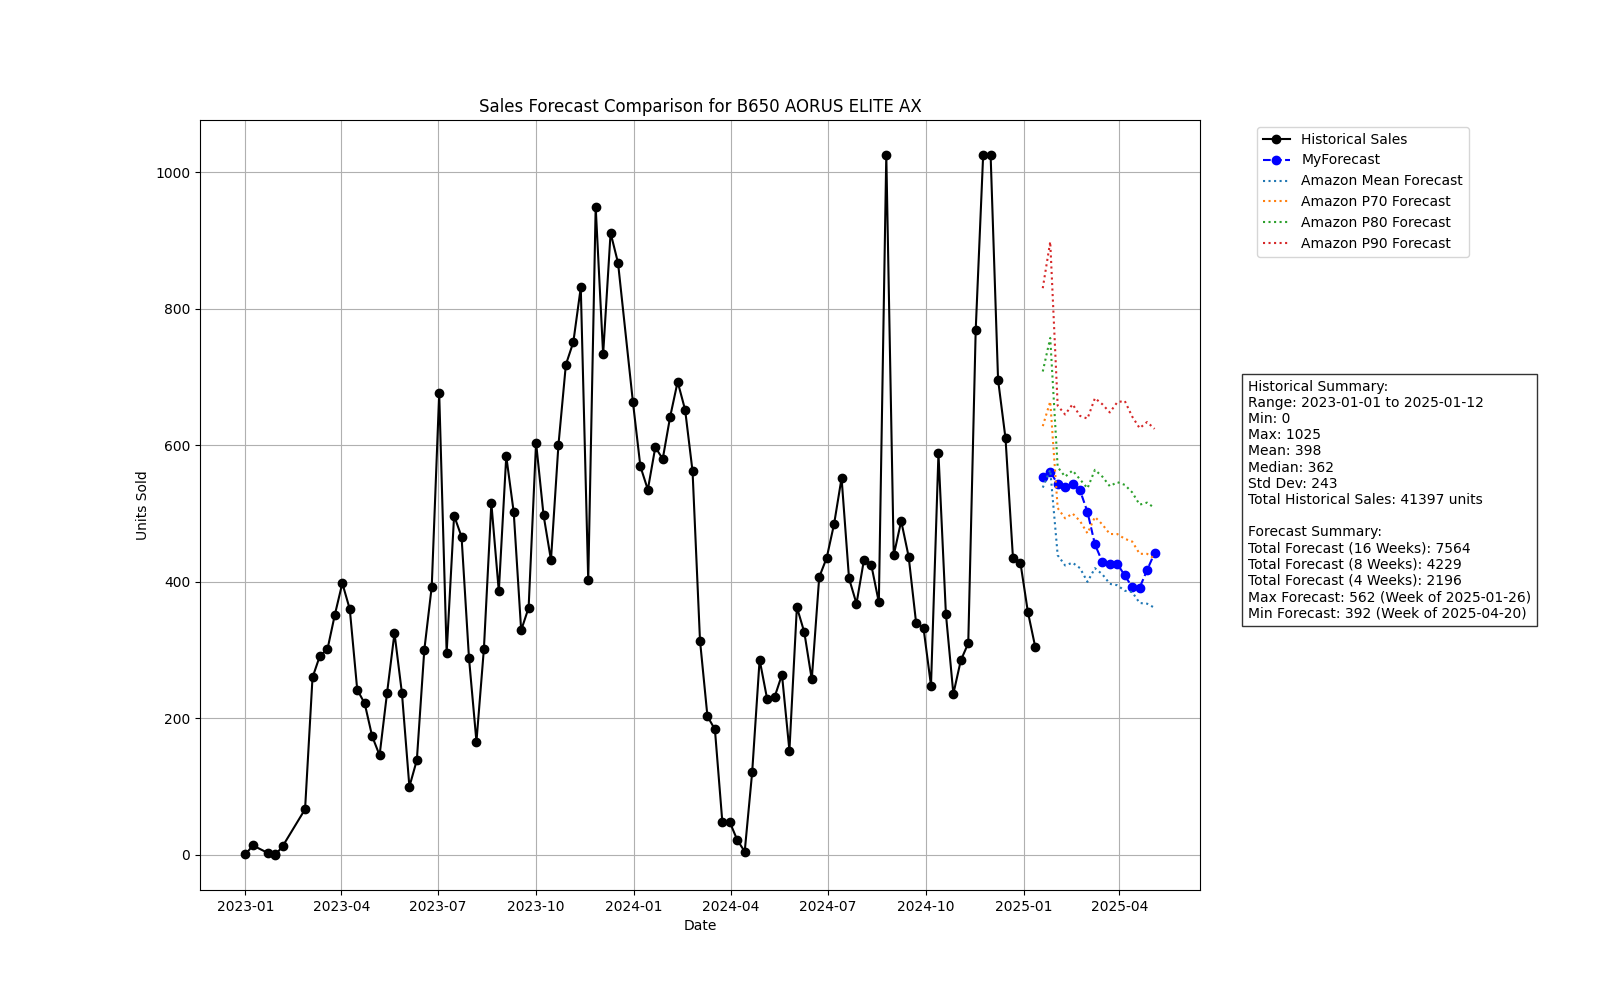 Sales Forecast Comparison for B650 AORUS ELITE AX
Historical Sales
MyForecast
Amazon Mean Forecast
Amazon P70 Forecast
Amazon P80 Forecast
Amazon P90 Forecast
1000
800
600
400
200
0
Units Sold
2023-01
2023-04
2023-07
2023-10
2024-01
2024-04
2024-07
2024-10
2025-01
2025-04
Date
Historical Summary:
Range: 2023-01-01 to 2025-01-12
Min: 0
Max: 1025
Mean: 398
Median: 362
Std Dev: 243
Total Historical Sales: 41397 units
Forecast Summary:
Total Forecast (16 Weeks): 7564
Total Forecast (8 Weeks): 4229
Total Forecast (4 Weeks): 2196
Max Forecast: 562 (Week of 2025-01-26)
Min Forecast: 392 (Week of 2025-04-20)